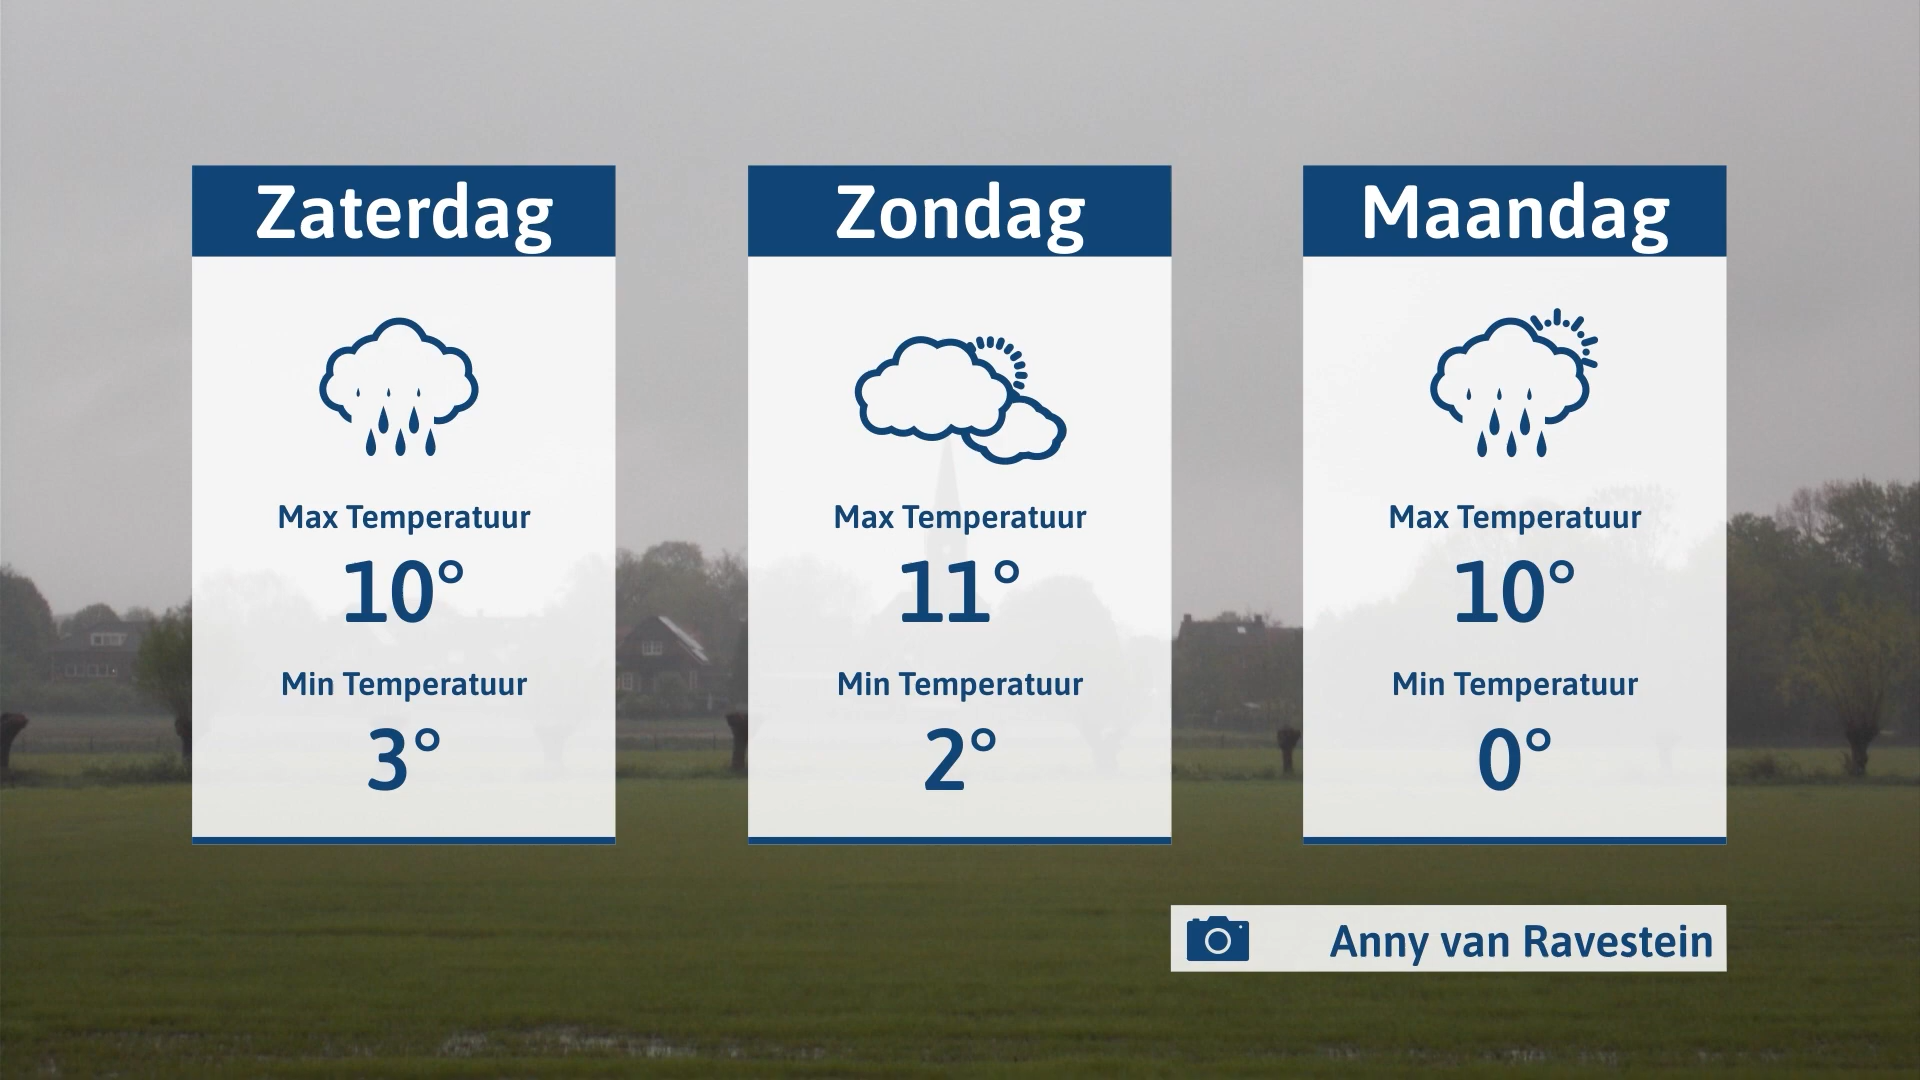 Zaterdag
Max Temperatuur
10°
Min Temperatuur
3°
Zondag
Max Temperatuur
11°
Min Temperatuur
2°
Maandag
Max Temperatuur
10°
Min Temperatuur
0°
Anny van Ravestein